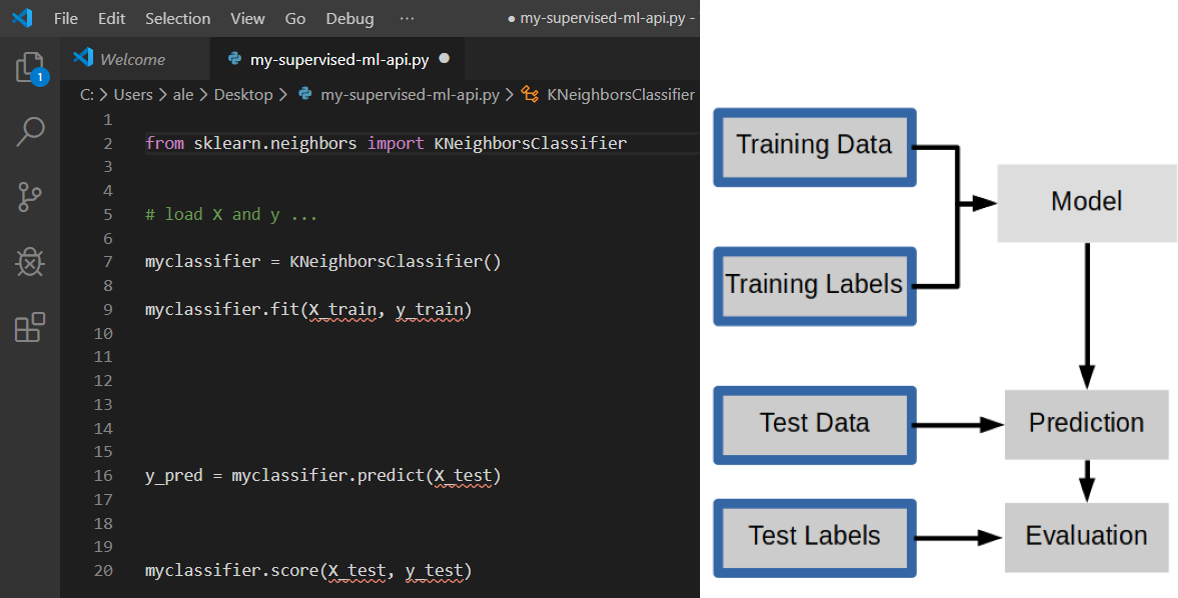 File Edit Selection View Go Debug ··· ● my-supervised-ml-api.py -
Welcome my-supervised-ml-api.py ●
1
C: > Users > ale > Desktop > my-supervised-ml-api.py > KNeighborsClassifier
1
2 from sklearn.neighbors import KNeighborsClassifier
3
4
5 # load X and y ...
6
7 myclassifier = KNeighborsClassifier()
8
9 myclassifier.fit(X_train, y_train)
10
11
12
13
14
15
16 y_pred = myclassifier.predict(X_test)
17
18
19
20 myclassifier.score(X_test, y_test)
Training Data
Model
Training Labels
Test Data
Prediction
Test Labels
Evaluation